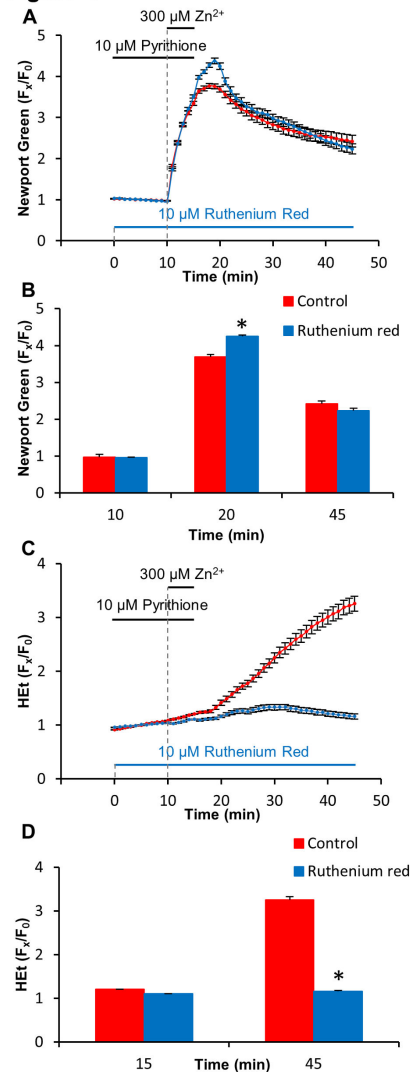 A
300 µM Zn²⁺
10 µM Pyrithione
Newport Green (Fₓ/F₀)
5
4
3
2
1
0
10 µM Ruthenium Red
0 10 20 30 40 50
Time (min)
B
Newport Green (Fₓ/F₀)
5
4
3
2
1
0
Control
Ruthenium red
*
10 20 45
Time (min)
C
300 µM Zn²⁺
10 µM Pyrithione
HEt (Fₓ/F₀)
4
3
2
1
0
10 µM Ruthenium Red
0 10 20 30 40 50
Time (min)
D
Control
Ruthenium red
HEt (Fₓ/F₀)
4
3
2
1
0
*
15 Time (min) 45